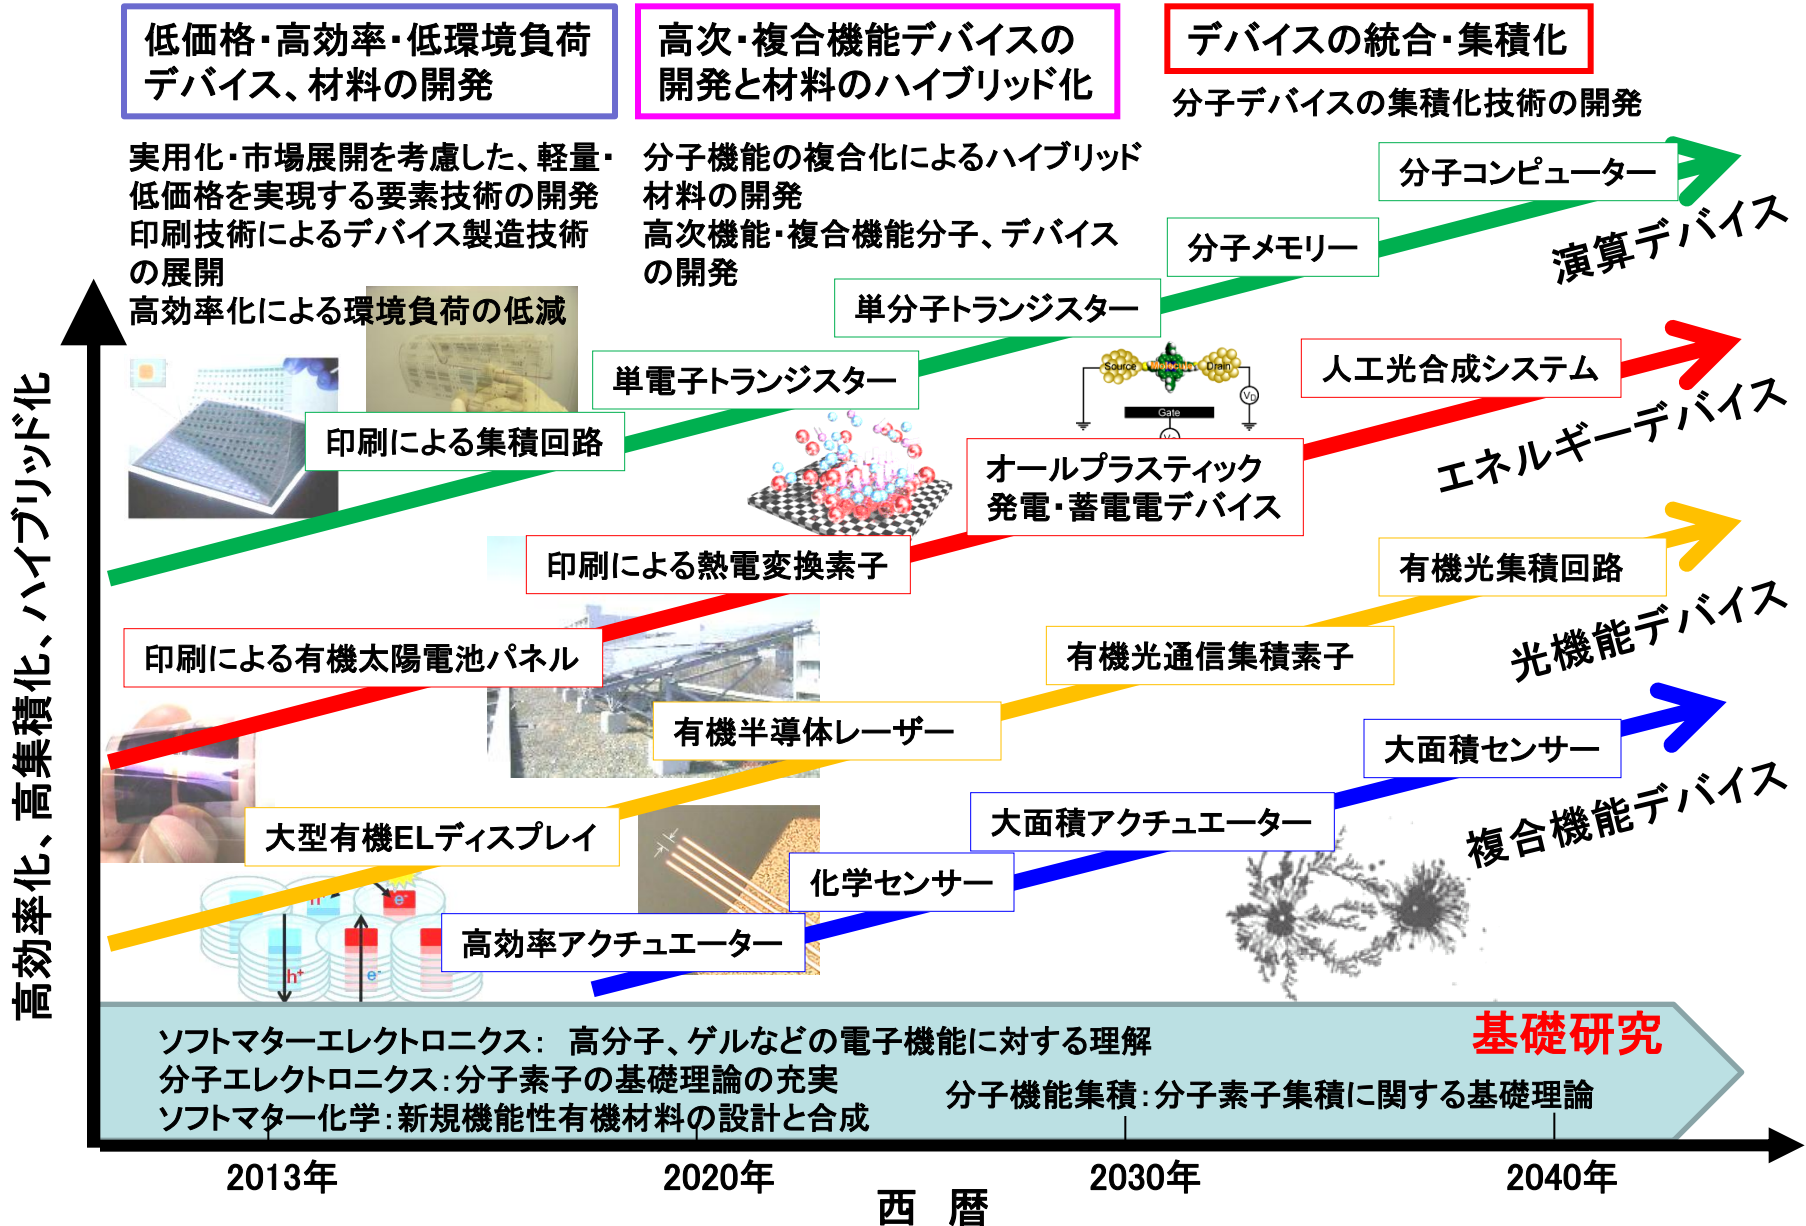 低価格・高効率・低環境負荷
デバイス、材料の開発
実用化・市場展開を考慮した、軽量・
低価格を実現する要素技術の開発
印刷技術によるデバイス製造技術
の展開
高効率化による環境負荷の低減
高次・複合機能デバイスの
開発と材料のハイブリッド化
分子機能の複合化によるハイブリッド
材料の開発
高次機能・複合機能分子、デバイス
の開発
デバイスの統合・集積化
分子デバイスの集積化技術の開発
分子コンピューター
分子メモリー
単分子トランジスター
単電子トランジスター
印刷による集積回路
演算デバイス
Source
Molecule
Drain
VD
Gate
人工光合成システム
オールプラスティック
発電・蓄電電デバイス
印刷による熱電変換素子
印刷による有機太陽電池パネル
エネルギーデバイス
有機光集積回路
有機光通信集積素子
有機半導体レーザー
大型有機ELディスプレイ
光機能デバイス
大面積センサー
大面積アクチュエーター
化学センサー
高効率アクチュエーター
複合機能デバイス
h+
e-
h+
e-
高効率化、高集積化、ハイブリッド化
基礎研究
ソフトマターエレクトロニクス： 高分子、ゲルなどの電子機能に対する理解
分子エレクトロニクス：分子素子の基礎理論の充実
ソフトマター化学：新規機能性有機材料の設計と合成
分子機能集積：分子素子集積に関する基礎理論
2013年
2020年
2030年
2040年
西 暦